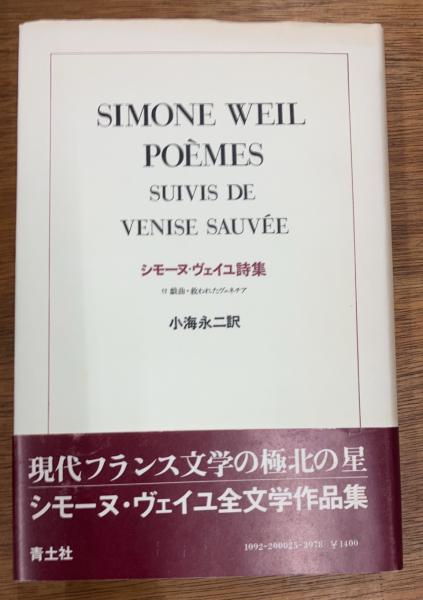 SIMONE WEIL
POÈMES
SUIVIS DE
VENISE SAUVÉE
シモーヌ・ヴェイユ詩集
付 戯曲・救われたヴェネチア
小海永二訳
現代フランス文学の極北の星
シモーヌ・ヴェイユ全文学作品集
青土社
1092-200025-3978 ¥1400